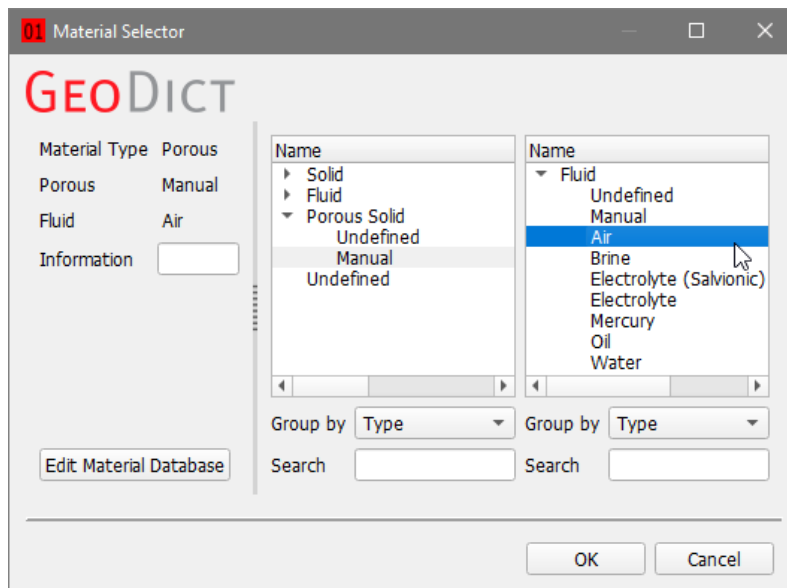 01 Material Selector
GEODICT
Material Type Porous
Porous Manual
Fluid Air
Information
Edit Material Database
Name
Solid
Fluid
Porous Solid
Undefined
Manual
Undefined
Group by Type
Search
Name
Fluid
Undefined
Manual
Air
Brine
Electrolyte (Salvionic)
Electrolyte
Mercury
Oil
Water
Group by Type
Search
OK Cancel